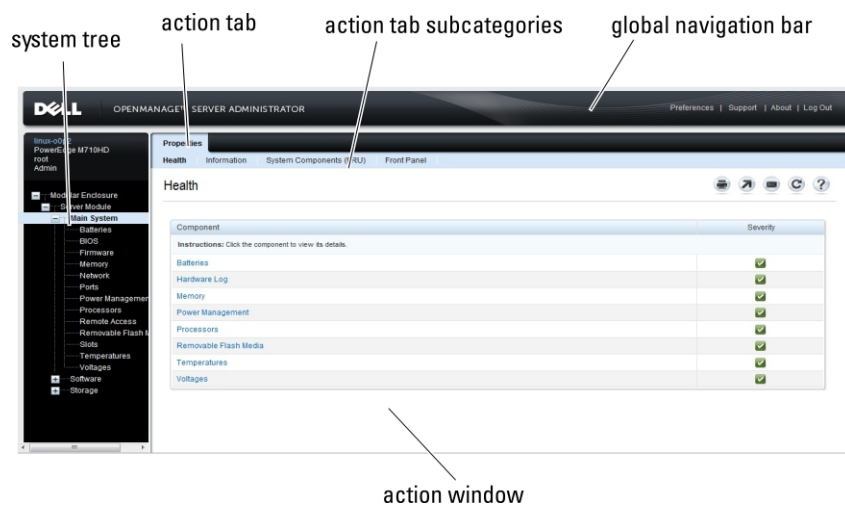 system tree
action tab
action tab subcategories
global navigation bar
DELL
OPENMANAGE™ SERVER ADMINISTRATOR
Preferences | Support | About | Log Out
linux-o0p2
PowerEdge M710HD
root
Admin
Modular Enclosure
Server Module
Main System
Batteries
BIOS
Firmware
Memory
Network
Ports
Power Managemen
Processors
Remote Access
Removable Flash M
Slots
Temperatures
Voltages
Software
Storage
Properties
Health Information System Components (FRU) Front Panel
Health
Component Severity
Instructions: Click the component to view its details.
Batteries
Hardware Log
Memory
Power Management
Processors
Removable Flash Media
Temperatures
Voltages
action window